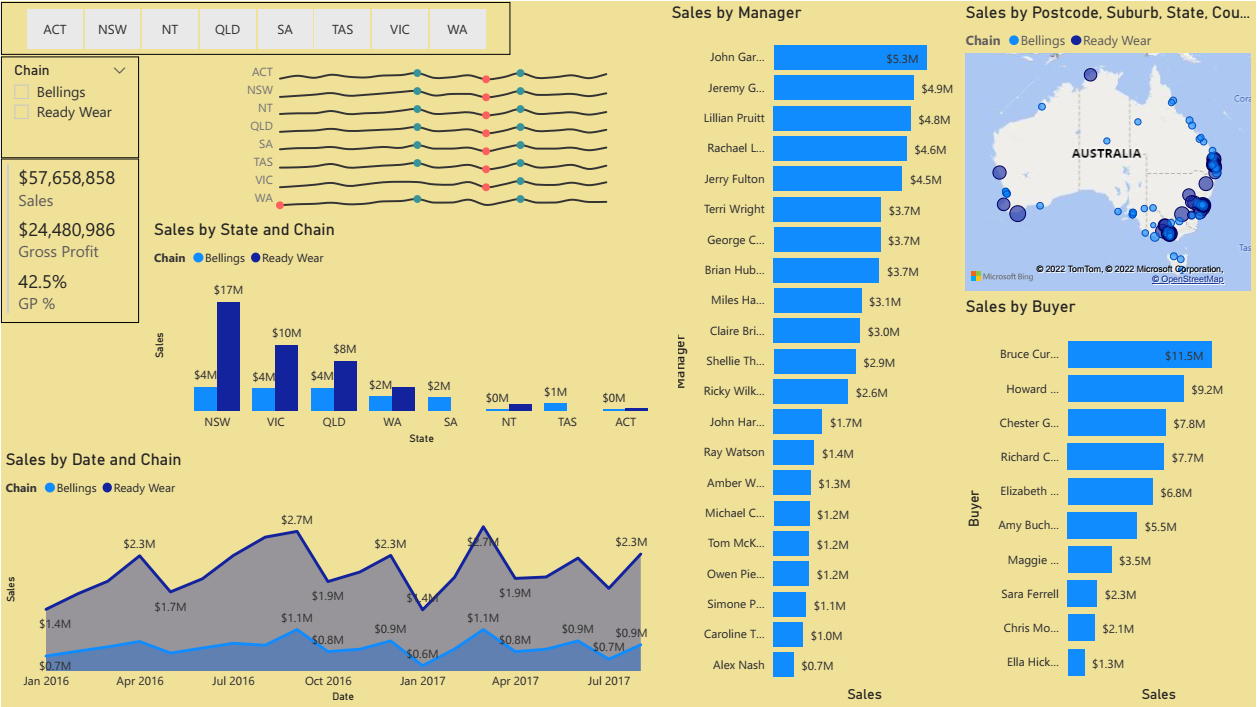 ACT NSW NT QLD SA TAS VIC WA
Chain
Bellings
Ready Wear
$57,658,858
Sales
$24,480,986
Gross Profit
42.5%
GP %
ACT
NSW
NT
QLD
SA
TAS
VIC
WA
Sales by State and Chain
Chain Bellings Ready Wear
Sales
$17M
$10M
$8M
$4M
$4M
$4M
$2M
$2M
$0M
$1M
$0M
NSW VIC QLD WA SA NT TAS ACT
State
Sales by Date and Chain
Chain Bellings Ready Wear
Sales
$1.4M
$2.3M
$1.7M
$2.7M
$1.9M
$2.3M
$1.4M
$2.7M
$1.9M
$2.3M
$0.7M
$1.1M
$0.8M
$0.9M
$0.6M
$1.1M
$0.8M
$0.9M
$0.7M
$0.9M
Jan 2016 Apr 2016 Jul 2016 Oct 2016 Jan 2017 Apr 2017 Jul 2017
Date
Sales by Manager
Manager
John Gar... $5.3M
Jeremy G... $4.9M
Lillian Pruitt $4.8M
Rachael L... $4.6M
Jerry Fulton $4.5M
Terri Wright $3.7M
George C... $3.7M
Brian Hub... $3.7M
Miles Ha... $3.1M
Claire Bri... $3.0M
Shellie Th... $2.9M
Ricky Wilk... $2.6M
John Har... $1.7M
Ray Watson $1.4M
Amber W... $1.3M
Michael C... $1.2M
Tom McK... $1.2M
Owen Pie... $1.2M
Simone P... $1.1M
Caroline T... $1.0M
Alex Nash $0.7M
Sales
Sales by Postcode, Suburb, State, Cou...
Chain Bellings Ready Wear
Cora
AUSTRALIA
Tas
Microsoft Bing
© 2022 TomTom, © 2022 Microsoft Corporation,
© OpenStreetMap
Sales by Buyer
Buyer
Bruce Cur... $11.5M
Howard ... $9.2M
Chester G... $7.8M
Richard C... $7.7M
Elizabeth ... $6.8M
Amy Buch... $5.5M
Maggie ... $3.5M
Sara Ferrell $2.3M
Chris Mo... $2.1M
Ella Hick... $1.3M
Sales